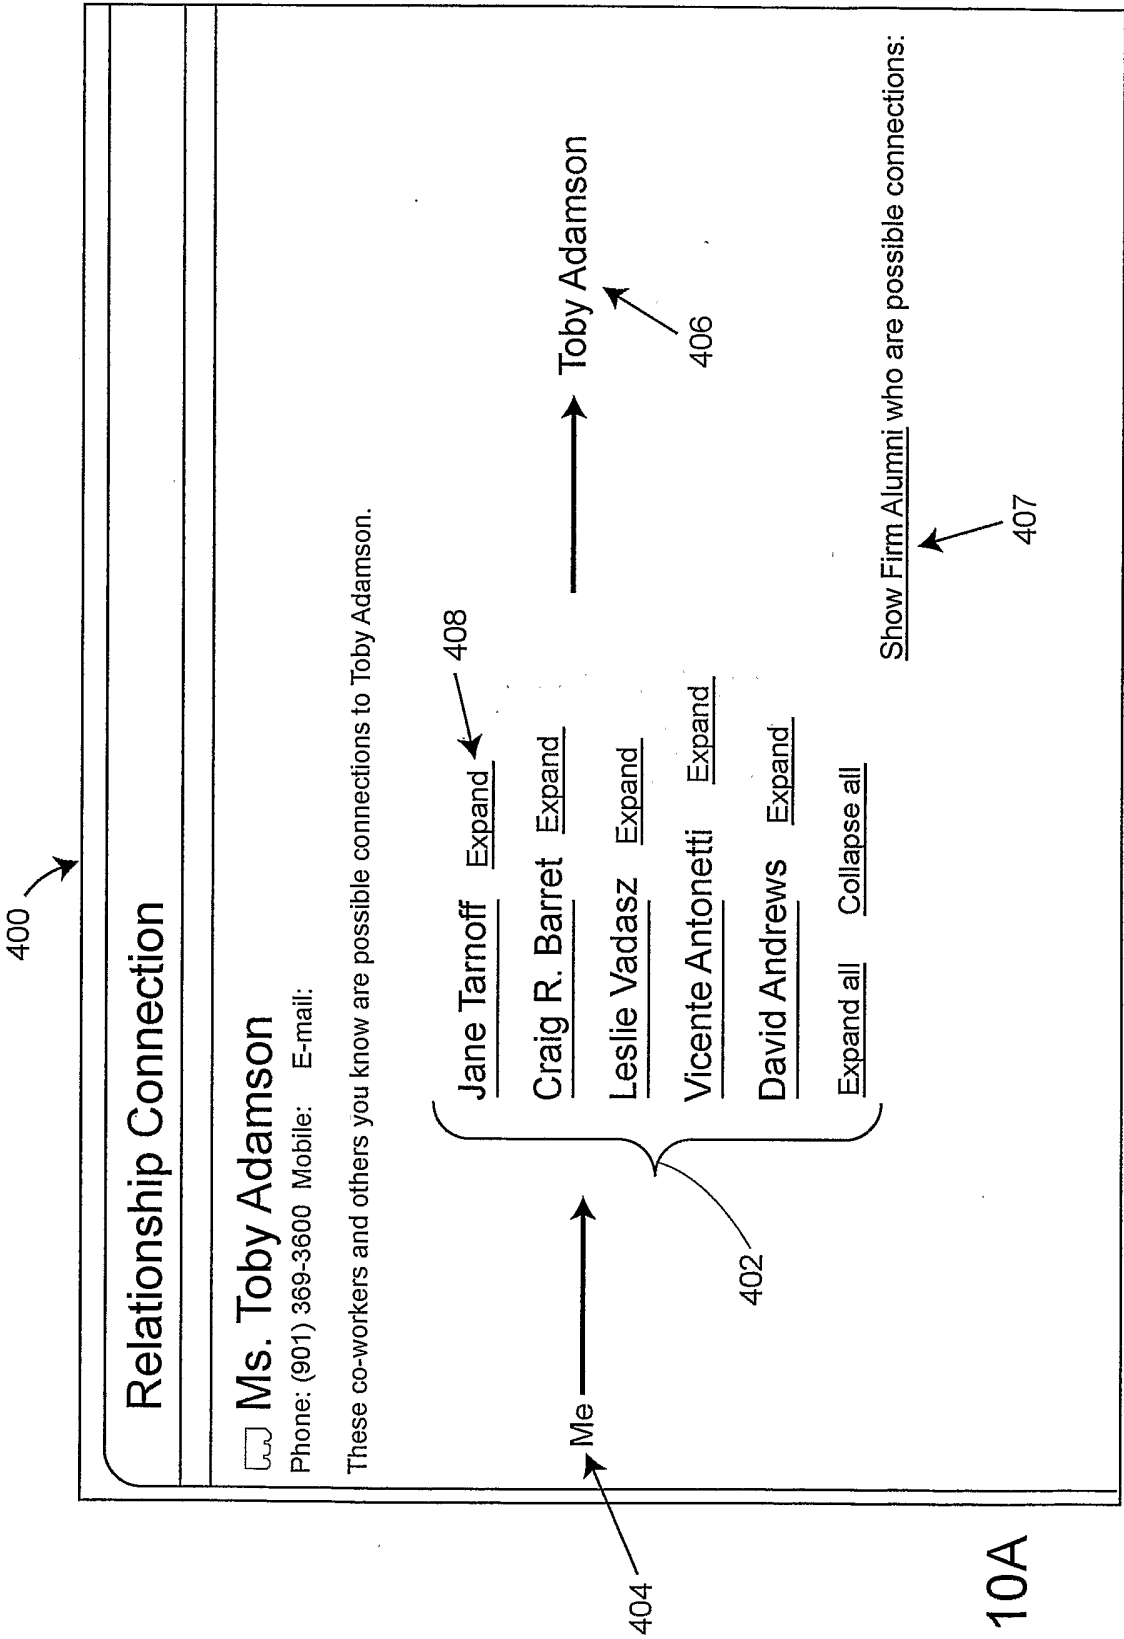 400
Relationship Connection
Ms. Toby Adamson
Phone: (901) 369-3600 Mobile: E-mail:
These co-workers and others you know are possible connections to Toby Adamson.
408
Jane Tarnoff Expand
Craig R. Barret Expand
Me
Toby Adamson
404
Leslie Vadasz Expand
406
Vicente Antonetti Expand
402
David Andrews Expand
Expand all Collapse all
Show Firm Alumni who are possible connections:
407
10A